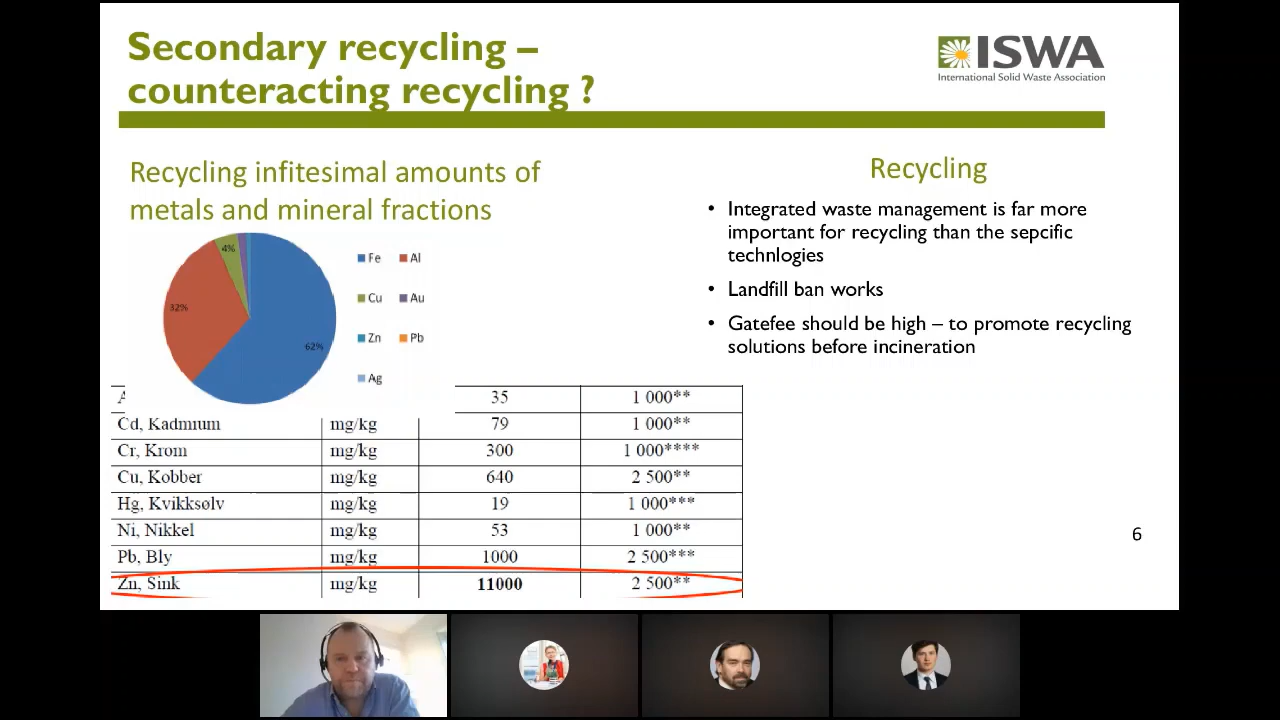 Secondary recycling –
counteracting recycling ?
ISWA
International Solid Waste Association
Recycling infitesimal amounts of
metals and mineral fractions
4%
32%
62%
Fe Al
Cu Au
Zn Pb
Ag
35 1 000**
Cd, Kadmium mg/kg 79 1 000**
Cr, Krom mg/kg 300 1 000****
Cu, Kobber mg/kg 640 2 500**
Hg, Kvikksølv mg/kg 19 1 000***
Ni, Nikkel mg/kg 53 1 000**
Pb, Bly mg/kg 1000 2 500***
Zn, Sink mg/kg 11000 2 500**
Recycling
• Integrated waste management is far more
important for recycling than the sepcific
technlogies
• Landfill ban works
• Gatefee should be high – to promote recycling
solutions before incineration
6